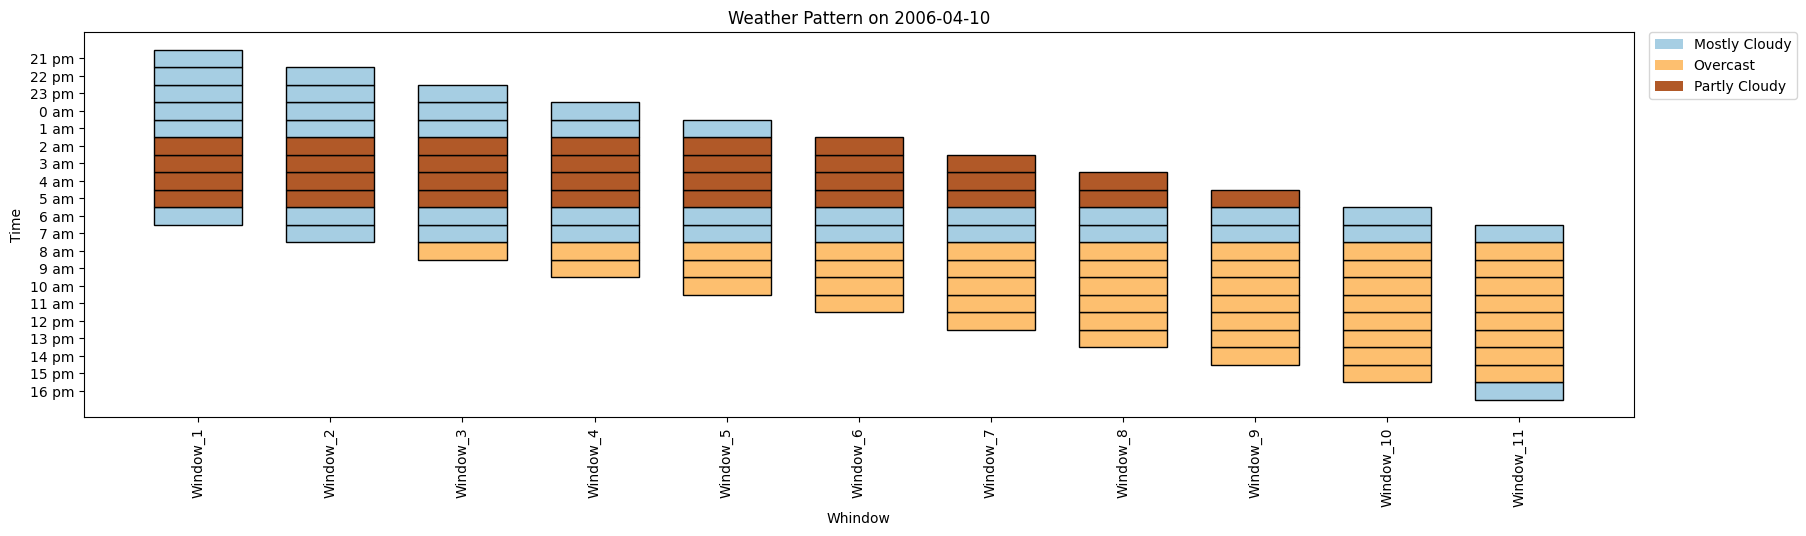 Weather Pattern on 2006-04-10
Mostly Cloudy
Overcast
Partly Cloudy
Time
21 pm
22 pm
23 pm
0 am
1 am
2 am
3 am
4 am
5 am
6 am
7 am
8 am
9 am
10 am
11 am
12 pm
13 pm
14 pm
15 pm
16 pm
Window_1
Window_2
Window_3
Window_4
Window_5
Window_6
Window_7
Window_8
Window_9
Window_10
Window_11
Whindow